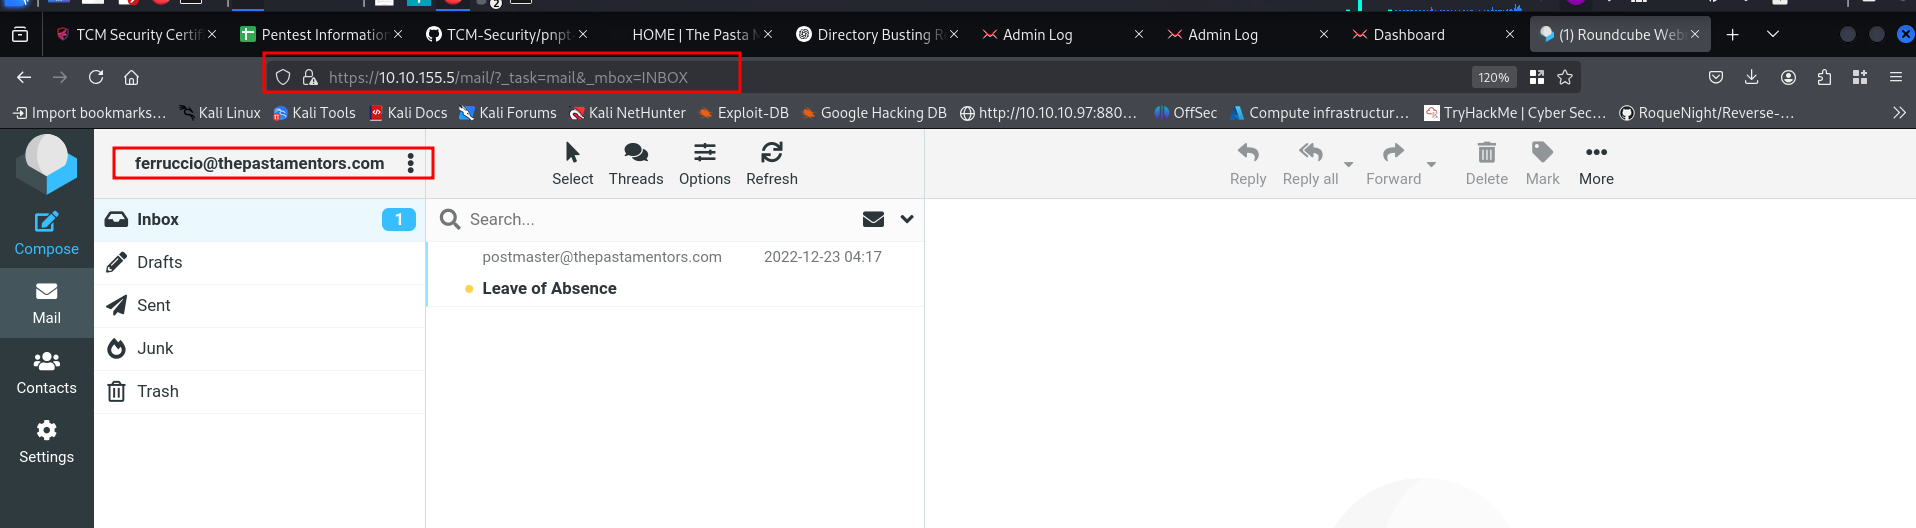 2
TCM Security Certif
Pentest Information
TCM-Security/pnpt-
HOME | The Pasta M
Directory Busting R
Admin Log
Admin Log
Dashboard
(1) Roundcube Web
https://10.10.155.5/mail/?_task=mail&_mbox=INBOX
120%
Import bookmarks…
Kali Linux
Kali Tools
Kali Docs
Kali Forums
Kali NetHunter
Exploit-DB
Google Hacking DB
http://10.10.10.97:880…
OffSec
Compute infrastructur…
TryHackMe | Cyber Sec…
RoqueNight/Reverse-…
ferruccio@thepastamentors.com
Select
Threads
Options
Refresh
Reply
Reply all
Forward
Delete
Mark
More
Compose
Mail
Contacts
Settings
Inbox
1
Drafts
Sent
Junk
Trash
Search...
postmaster@thepastamentors.com
2022-12-23 04:17
Leave of Absence